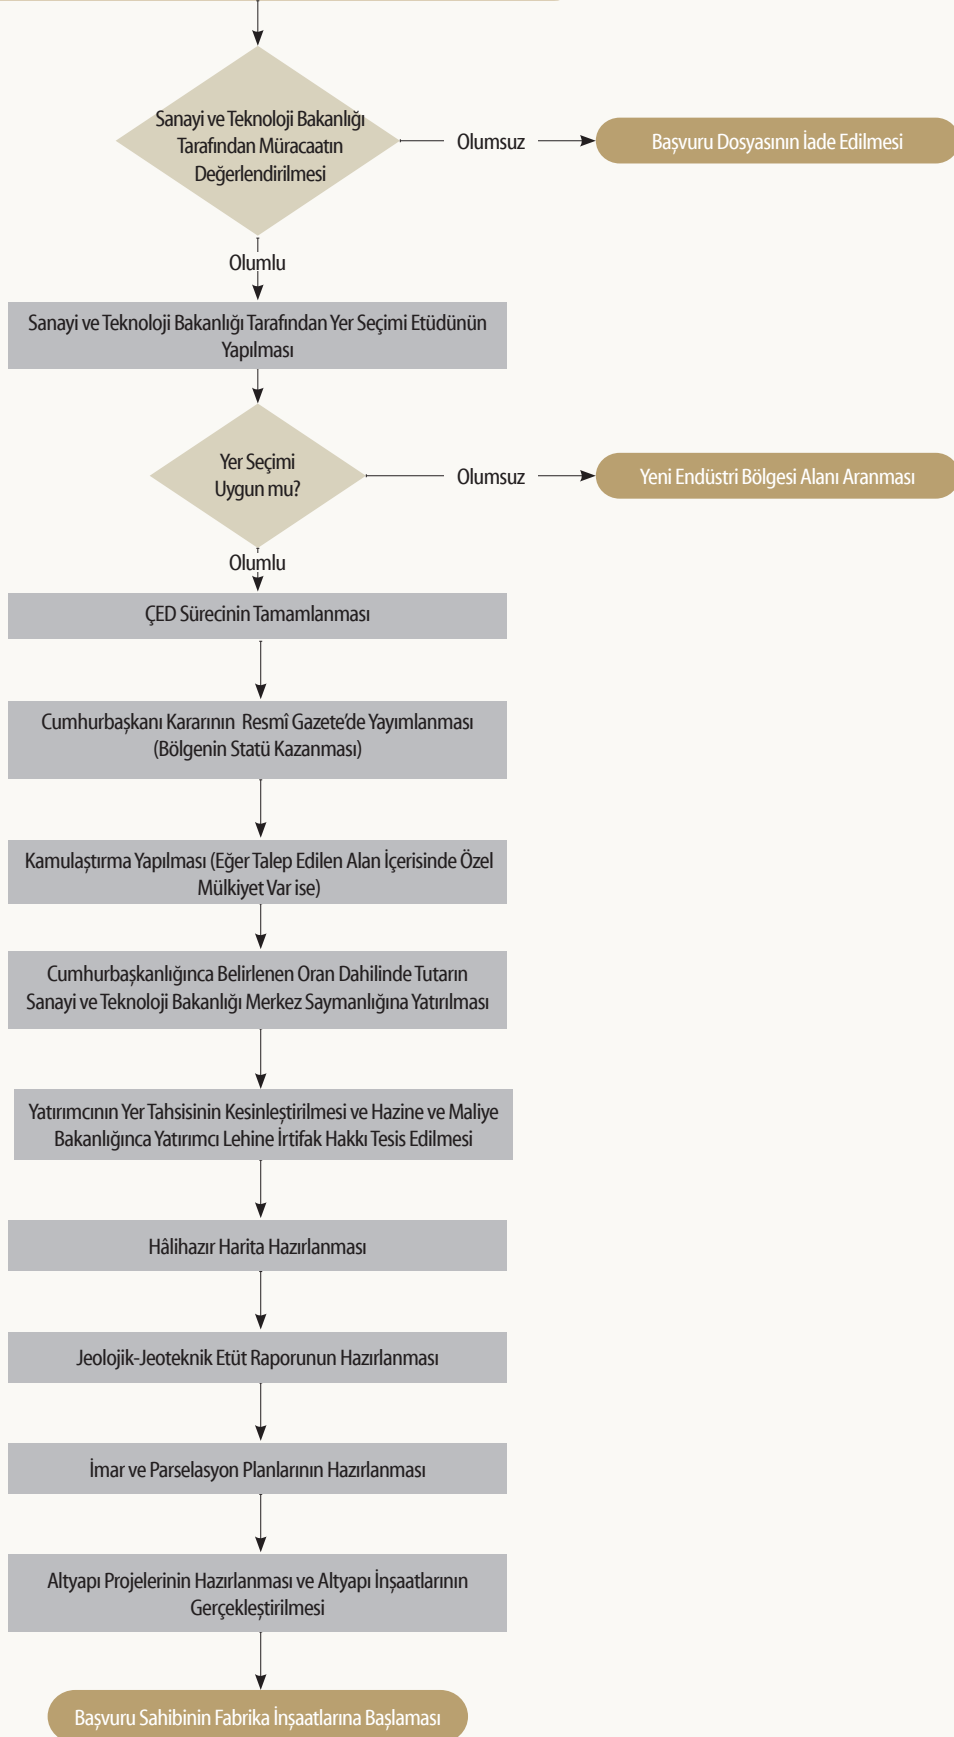 Sanayi ve Teknoloji Bakanlığı
Tarafından Müracaatın
Değerlendirilmesi
Olumsuz
Başvuru Dosyasının İade Edilmesi
Olumlu
Sanayi ve Teknoloji Bakanlığı Tarafından Yer Seçimi Etüdünün
Yapılması
Yer Seçimi
Uygun mu?
Olumsuz
Yeni Endüstri Bölgesi Alanı Aranması
Olumlu
ÇED Sürecinin Tamamlanması
Cumhurbaşkanı Kararının Resmî Gazete’de Yayımlanması
(Bölgenin Statü Kazanması)
Kamulaştırma Yapılması (Eğer Talep Edilen Alan İçerisinde Özel
Mülkiyet Var ise)
Cumhurbaşkanlığınca Belirlenen Oran Dahilinde Tutarın
Sanayi ve Teknoloji Bakanlığı Merkez Saymanlığına Yatırılması
Yatırımcının Yer Tahsisinin Kesinleştirilmesi ve Hazine ve Maliye
Bakanlığınca Yatırımcı Lehine İrtifak Hakkı Tesis Edilmesi
Hâlihazır Harita Hazırlanması
Jeolojik-Jeoteknik Etüt Raporunun Hazırlanması
İmar ve Parselasyon Planlarının Hazırlanması
Altyapı Projelerinin Hazırlanması ve Altyapı İnşaatlarının
Gerçekleştirilmesi
Başvuru Sahibinin Fabrika İnşaatlarına Başlaması